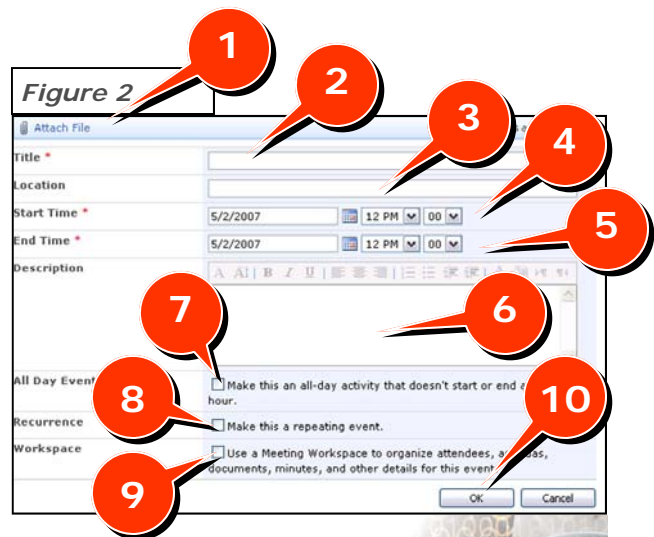 1
Figure 2
2
3
Attach File
4
Title *
Location
Start Time * 5/2/2007 12 PM 00
5
End Time * 5/2/2007 12 PM 00
Description A A B I U
6
7
All Day Event Make this an all-day activity that doesn't start or end
hour.
8
10
Recurrence Make this a repeating event.
Workspace Use a Meeting Workspace to organize attendees,
documents, minutes, and other details for this event
9
OK Cancel